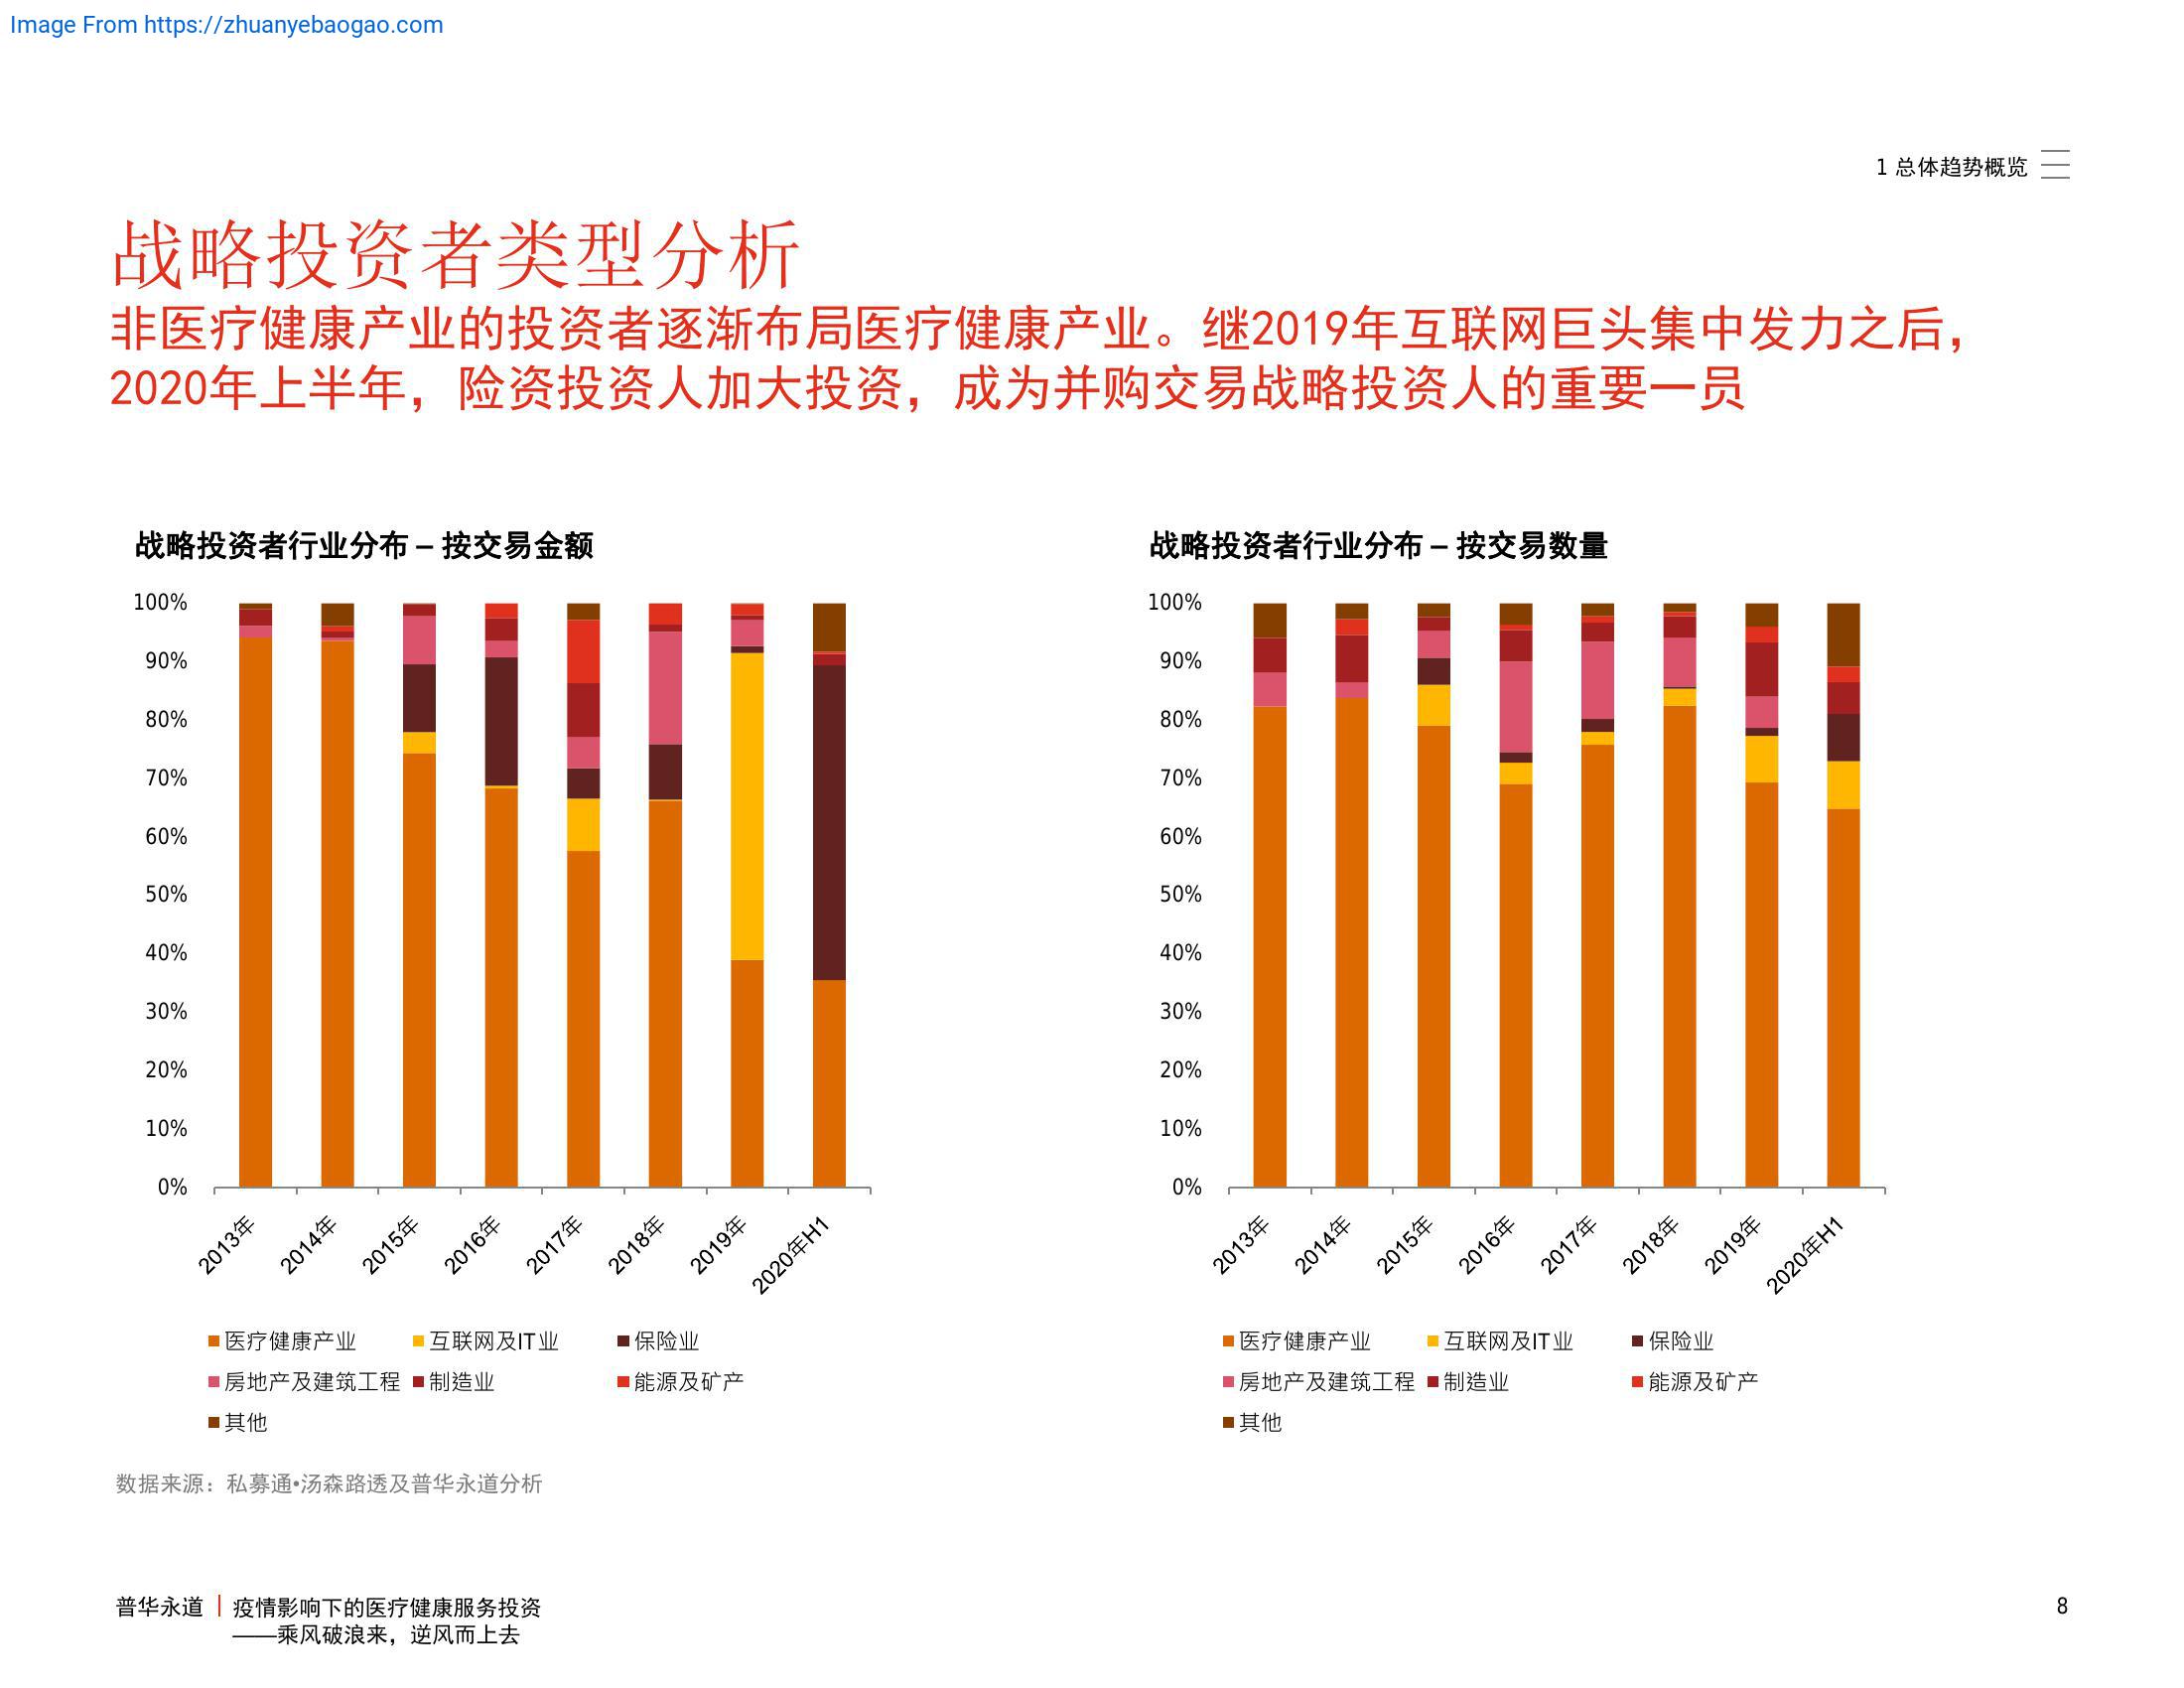 Image From https://zhuanyebaogao.com
1 总体趋势概览
战略投资者类型分析
非医疗健康产业的投资者逐渐布局医疗健康产业。继2019年互联网巨头集中发力之后，
2020年上半年，险资投资人加大投资，成为并购交易战略投资人的重要一员
战略投资者行业分布 – 按交易金额
100%
90%
80%
70%
60%
50%
40%
30%
20%
10%
0%
2013年
2014年
2015年
2016年
2017年
2018年
2019年
2020年H1
医疗健康产业 互联网及IT业 保险业
房地产及建筑工程 制造业 能源及矿产
其他
战略投资者行业分布 – 按交易数量
100%
90%
80%
70%
60%
50%
40%
30%
20%
10%
0%
2013年
2014年
2015年
2016年
2017年
2018年
2019年
2020年H1
医疗健康产业 互联网及IT业 保险业
房地产及建筑工程 制造业 能源及矿产
其他
数据来源：私募通•汤森路透及普华永道分析
普华永道 | 疫情影响下的医疗健康服务投资
——乘风破浪来，逆风而上去
8